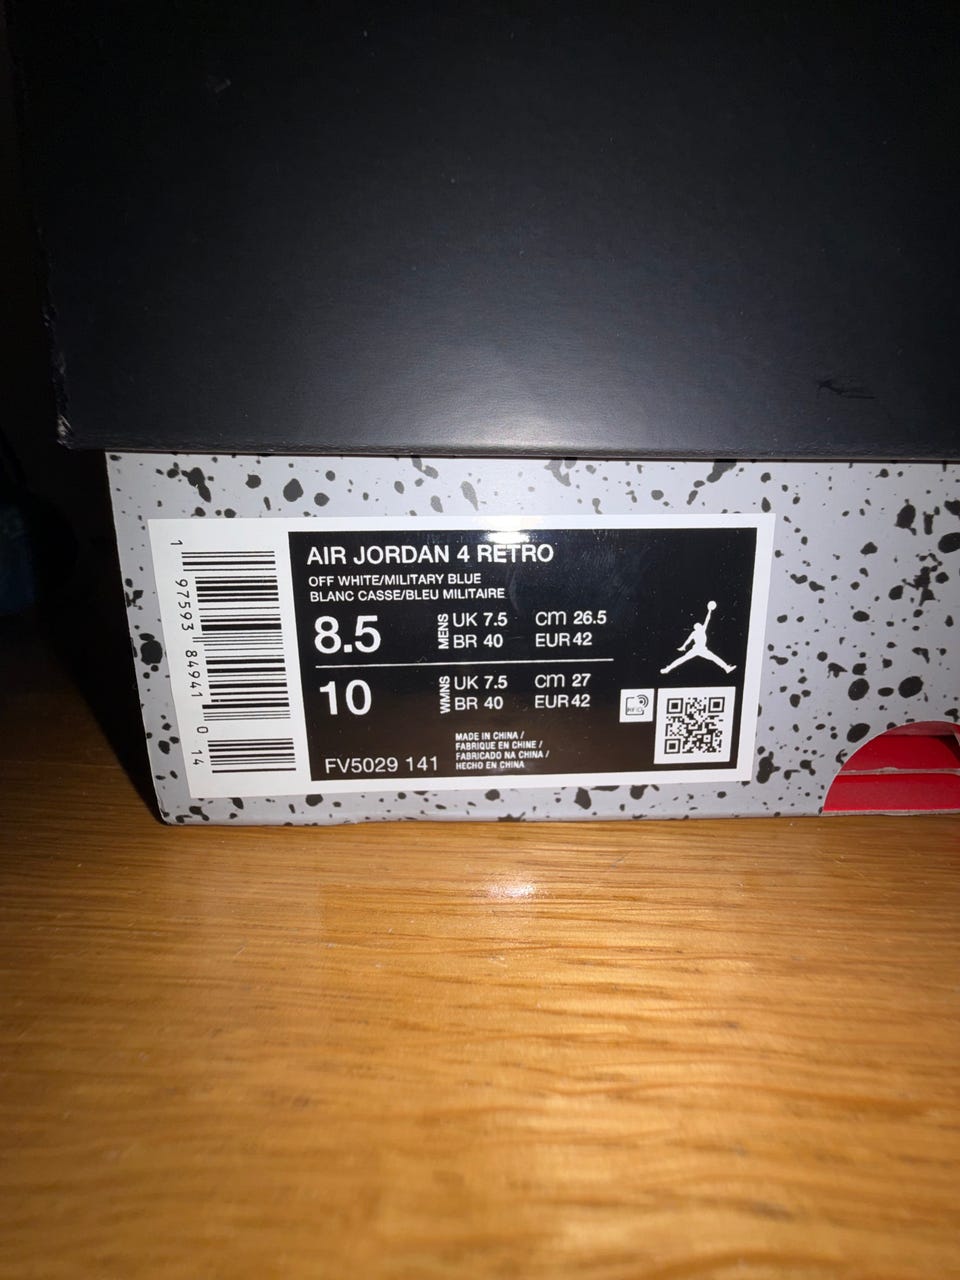 AIR JORDAN 4 RETRO
OFF WHITE/MILITARY BLUE
BLANC CASSE/BLEU MILITAIRE
8.5 MENS UK 7.5 CM 26.5
BR 40 EUR 42
10 WMNS UK 7.5 CM 27
BR 40 EUR 42
FV5029 141
MADE IN CHINA /
FABRIQUE EN CHINE /
FABRICADO NA CHINA /
HECHO EN CHINA
RFID
1 97593 84941 0 14